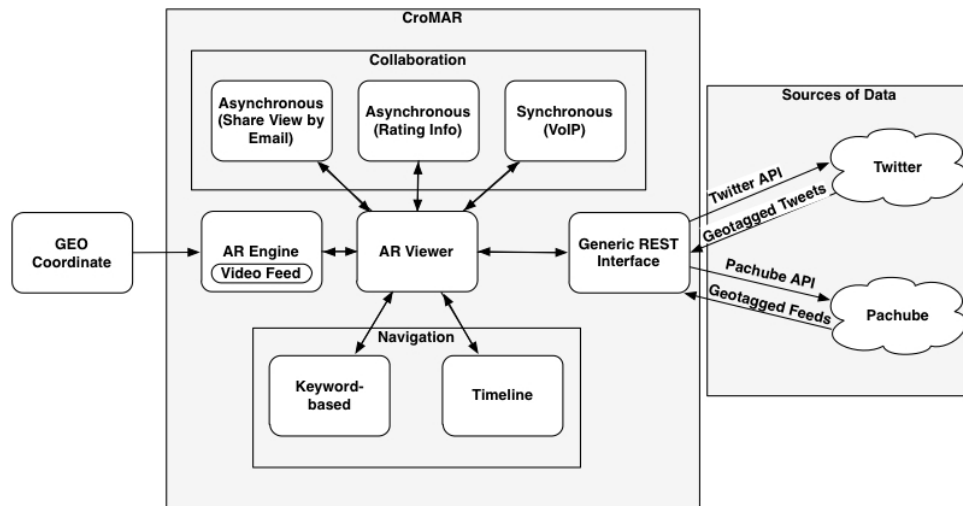 CroMAR
Collaboration
Asynchronous
(Share View by
Email)
Asynchronous
(Rating Info)
Synchronous
(VoIP)
Sources of Data
Twitter
Twitter API
Geotagged Tweets
GEO
Coordinate
AR Engine
Video Feed
AR Viewer
Generic REST
Interface
Pachube API
Geotagged Feeds
Pachube
Navigation
Keyword-
based
Timeline